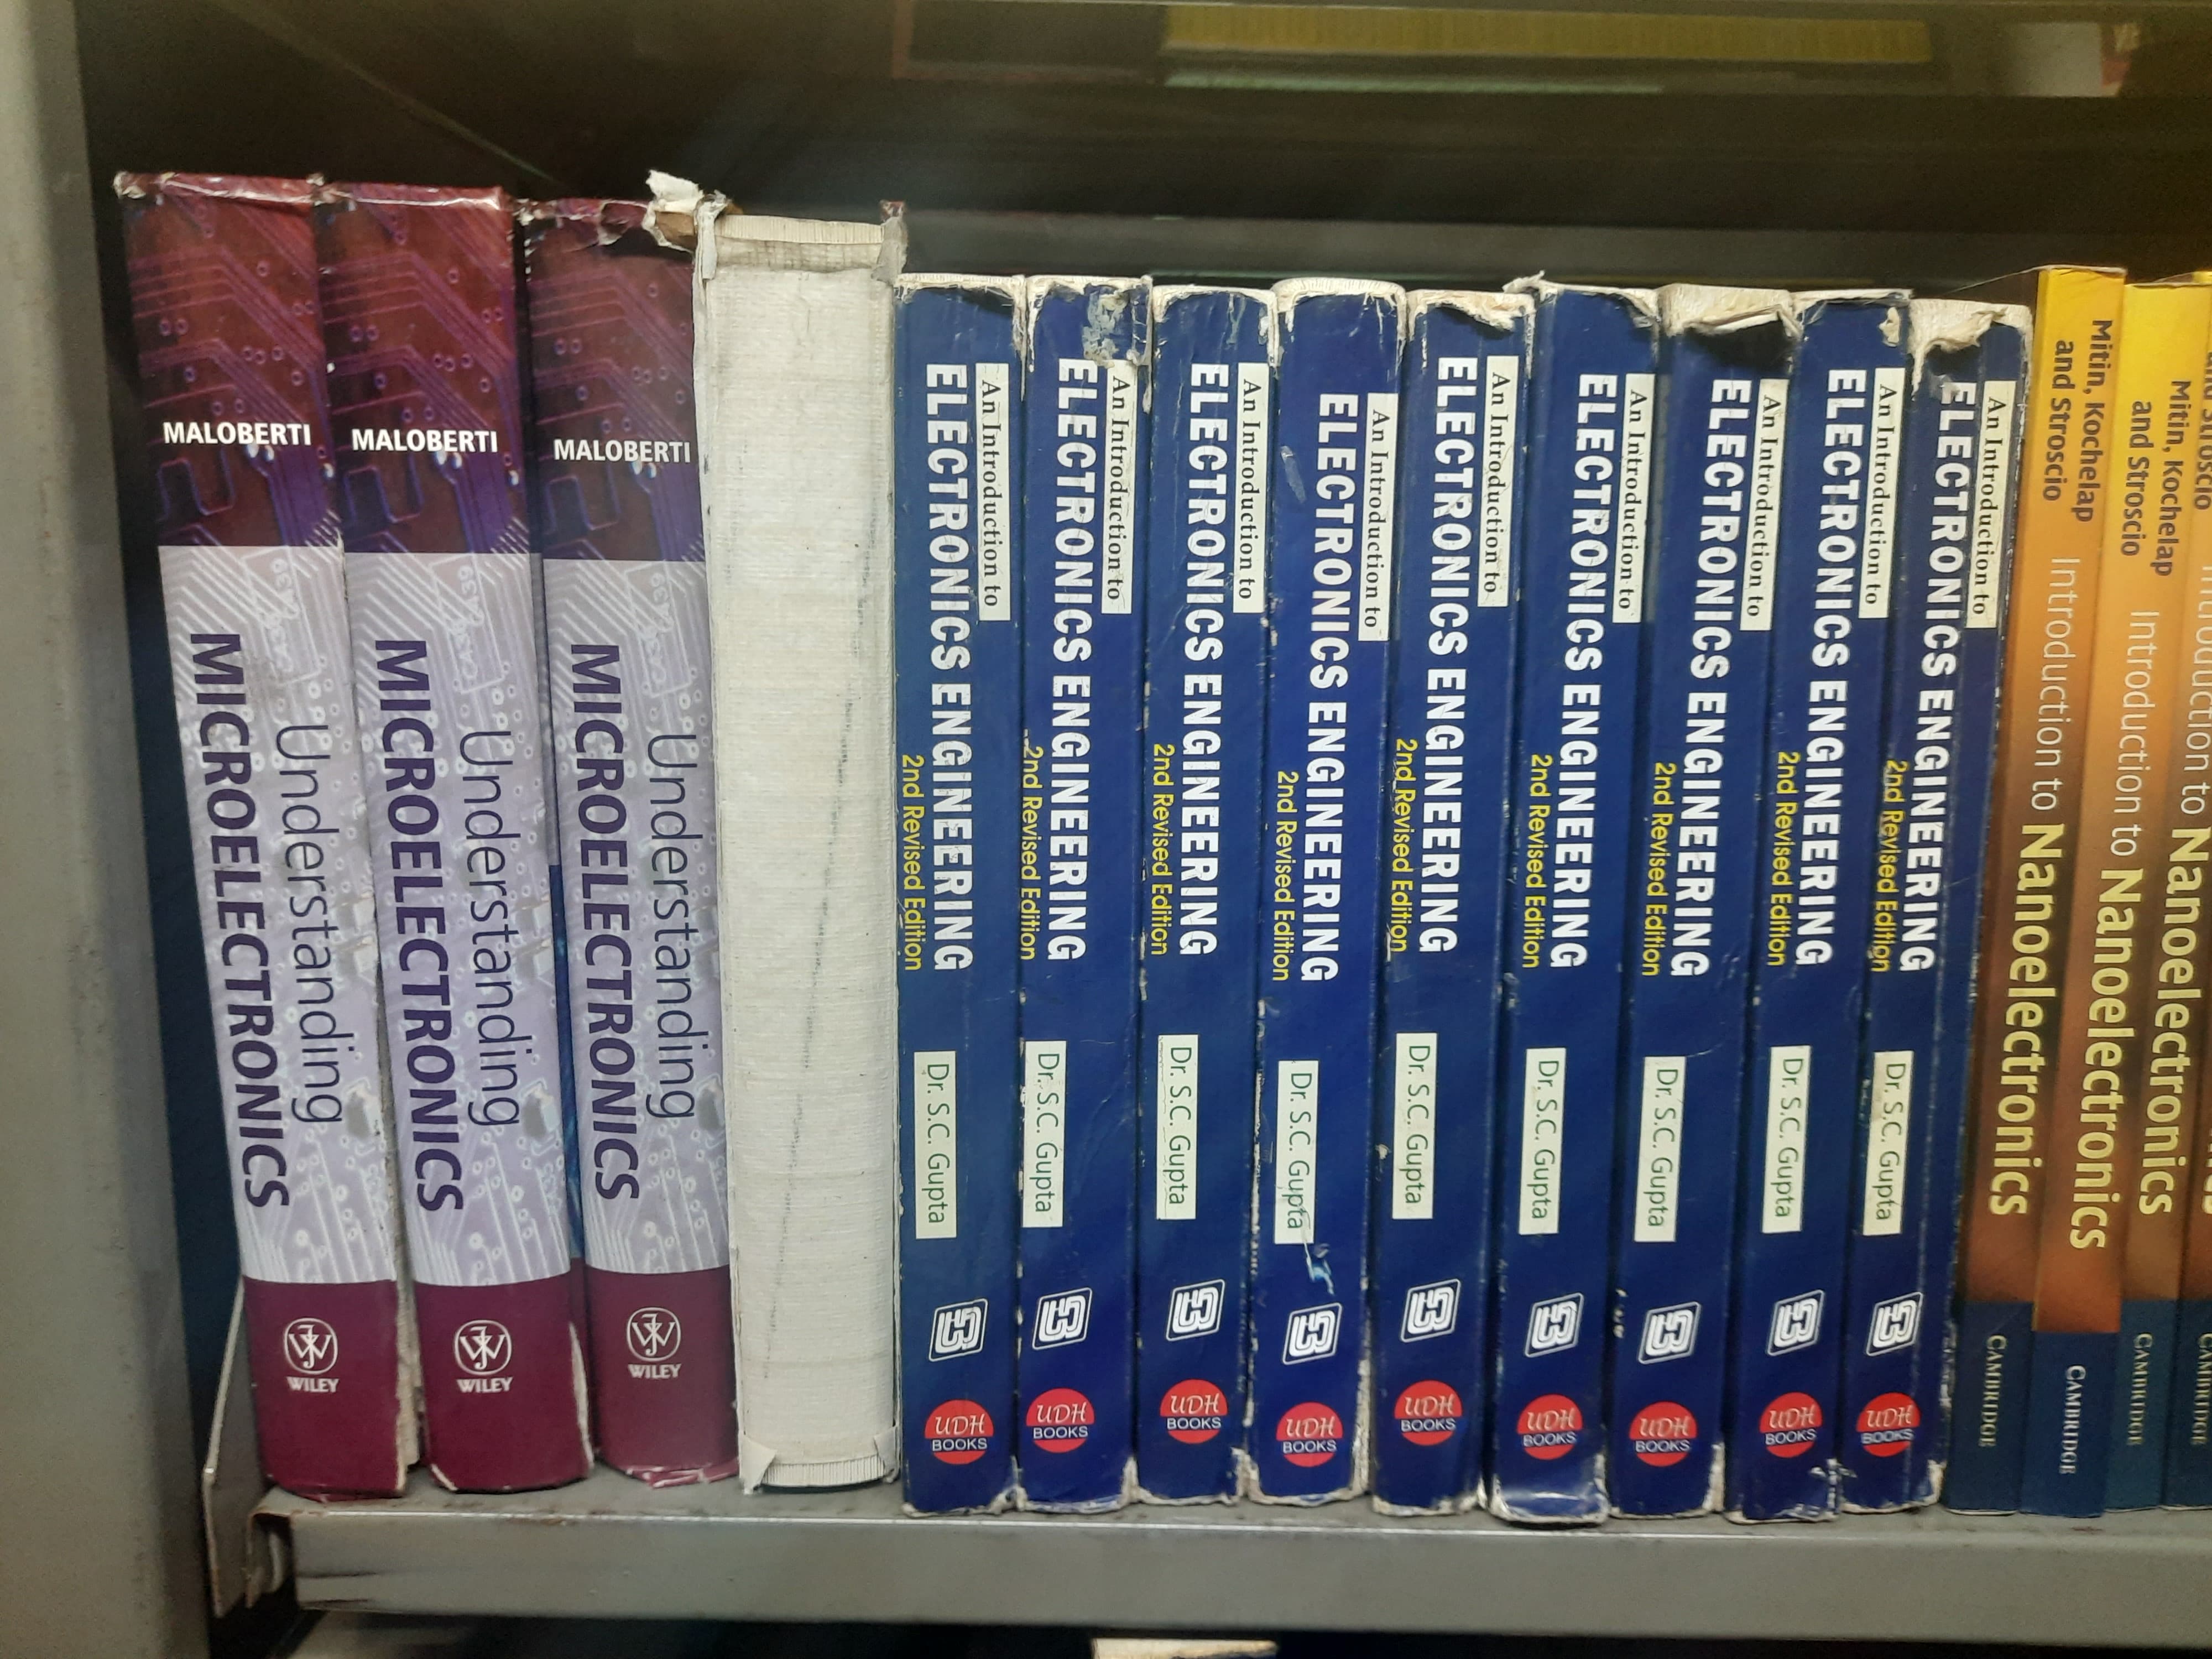 MALOBERTI
Understanding
MICROELECTRONICS
WILEY
MALOBERTI
Understanding
MICROELECTRONICS
WILEY
MALOBERTI
Understanding
MICROELECTRONICS
WILEY
An Introduction to
ELECTRONICS ENGINEERING
2nd Revised Edition
Dr. S.C. Gupta
UDH
BOOKS
An Introduction to
ELECTRONICS ENGINEERING
2nd Revised Edition
Dr. S.C. Gupta
UDH
BOOKS
An Introduction to
ELECTRONICS ENGINEERING
2nd Revised Edition
Dr. S.C. Gupta
UDH
BOOKS
An Introduction to
ELECTRONICS ENGINEERING
2nd Revised Edition
Dr. S.C. Gupta
UDH
BOOKS
An Introduction to
ELECTRONICS ENGINEERING
2nd Revised Edition
Dr. S.C. Gupta
UDH
BOOKS
An Introduction to
ELECTRONICS ENGINEERING
2nd Revised Edition
Dr. S.C. Gupta
UDH
BOOKS
An Introduction to
ELECTRONICS ENGINEERING
2nd Revised Edition
Dr. S.C. Gupta
UDH
BOOKS
An Introduction to
ELECTRONICS ENGINEERING
2nd Revised Edition
Dr. S.C. Gupta
UDH
BOOKS
An Introduction to
ELECTRONICS ENGINEERING
2nd Revised Edition
Dr. S.C. Gupta
UDH
BOOKS
Mitin, Kochelap
and Stroscio
Introduction to Nanoelectronics
CAMBRIDGE
Mitin, Kochelap
and Stroscio
Introduction to Nanoelectronics
CAMBRIDGE
Stroscio
Introduction to Nanoelectronics
CAMBRIDGE